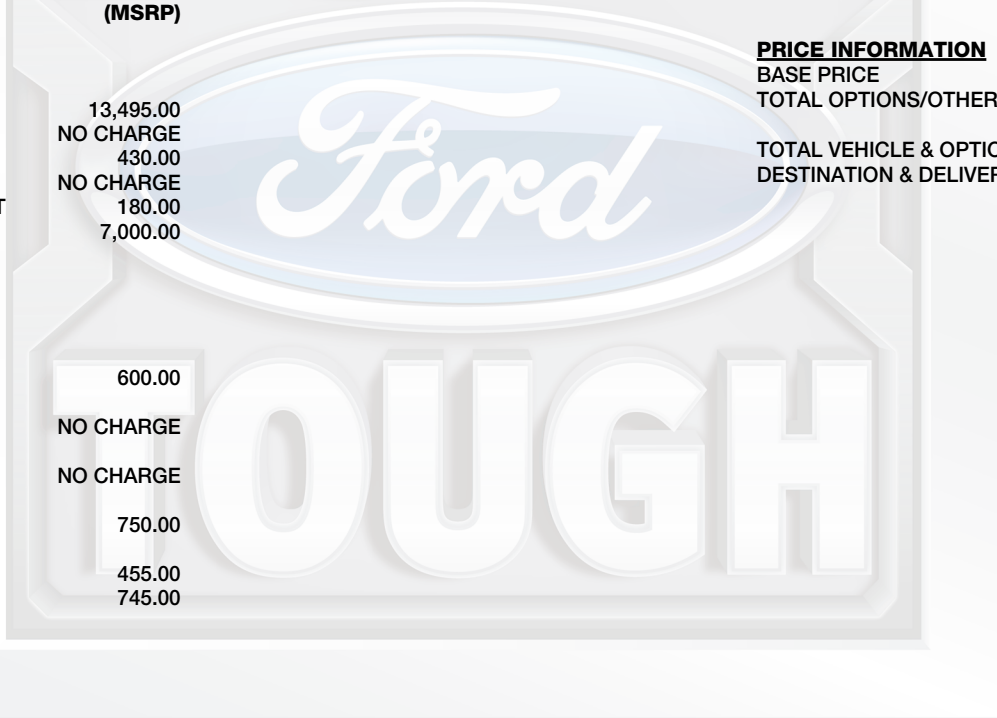 (MSRP)
13,495.00
NO CHARGE
430.00
NO CHARGE
T 180.00
7,000.00
600.00
NO CHARGE
NO CHARGE
750.00
455.00
745.00
PRICE INFORMATION
BASE PRICE
TOTAL OPTIONS/OTHER
TOTAL VEHICLE & OPTIO
DESTINATION & DELIVER
Ford
TOUGH